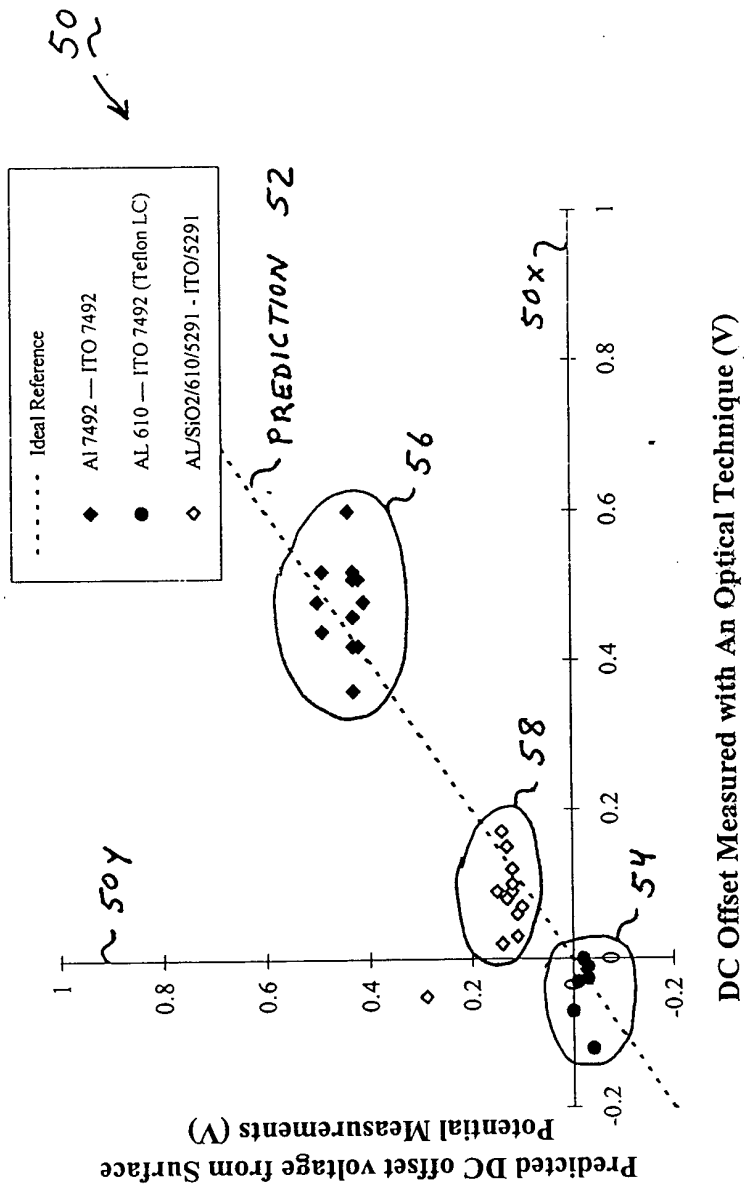 50
Ideal Reference
Al 7492 — ITO 7492
AL 610 — ITO 7492 (Teflon LC)
AL/SiO2/610/5291 - ITO/5291
PREDICTION 52
56
58
54
50y
50x
1
0.8
0.6
0.4
0.2
0
-0.2
-0.2
0
0.2
0.4
0.6
0.8
1
Predicted DC offset voltage from Surface
Potential Measurements (V)
DC Offset Measured with An Optical Technique (V)